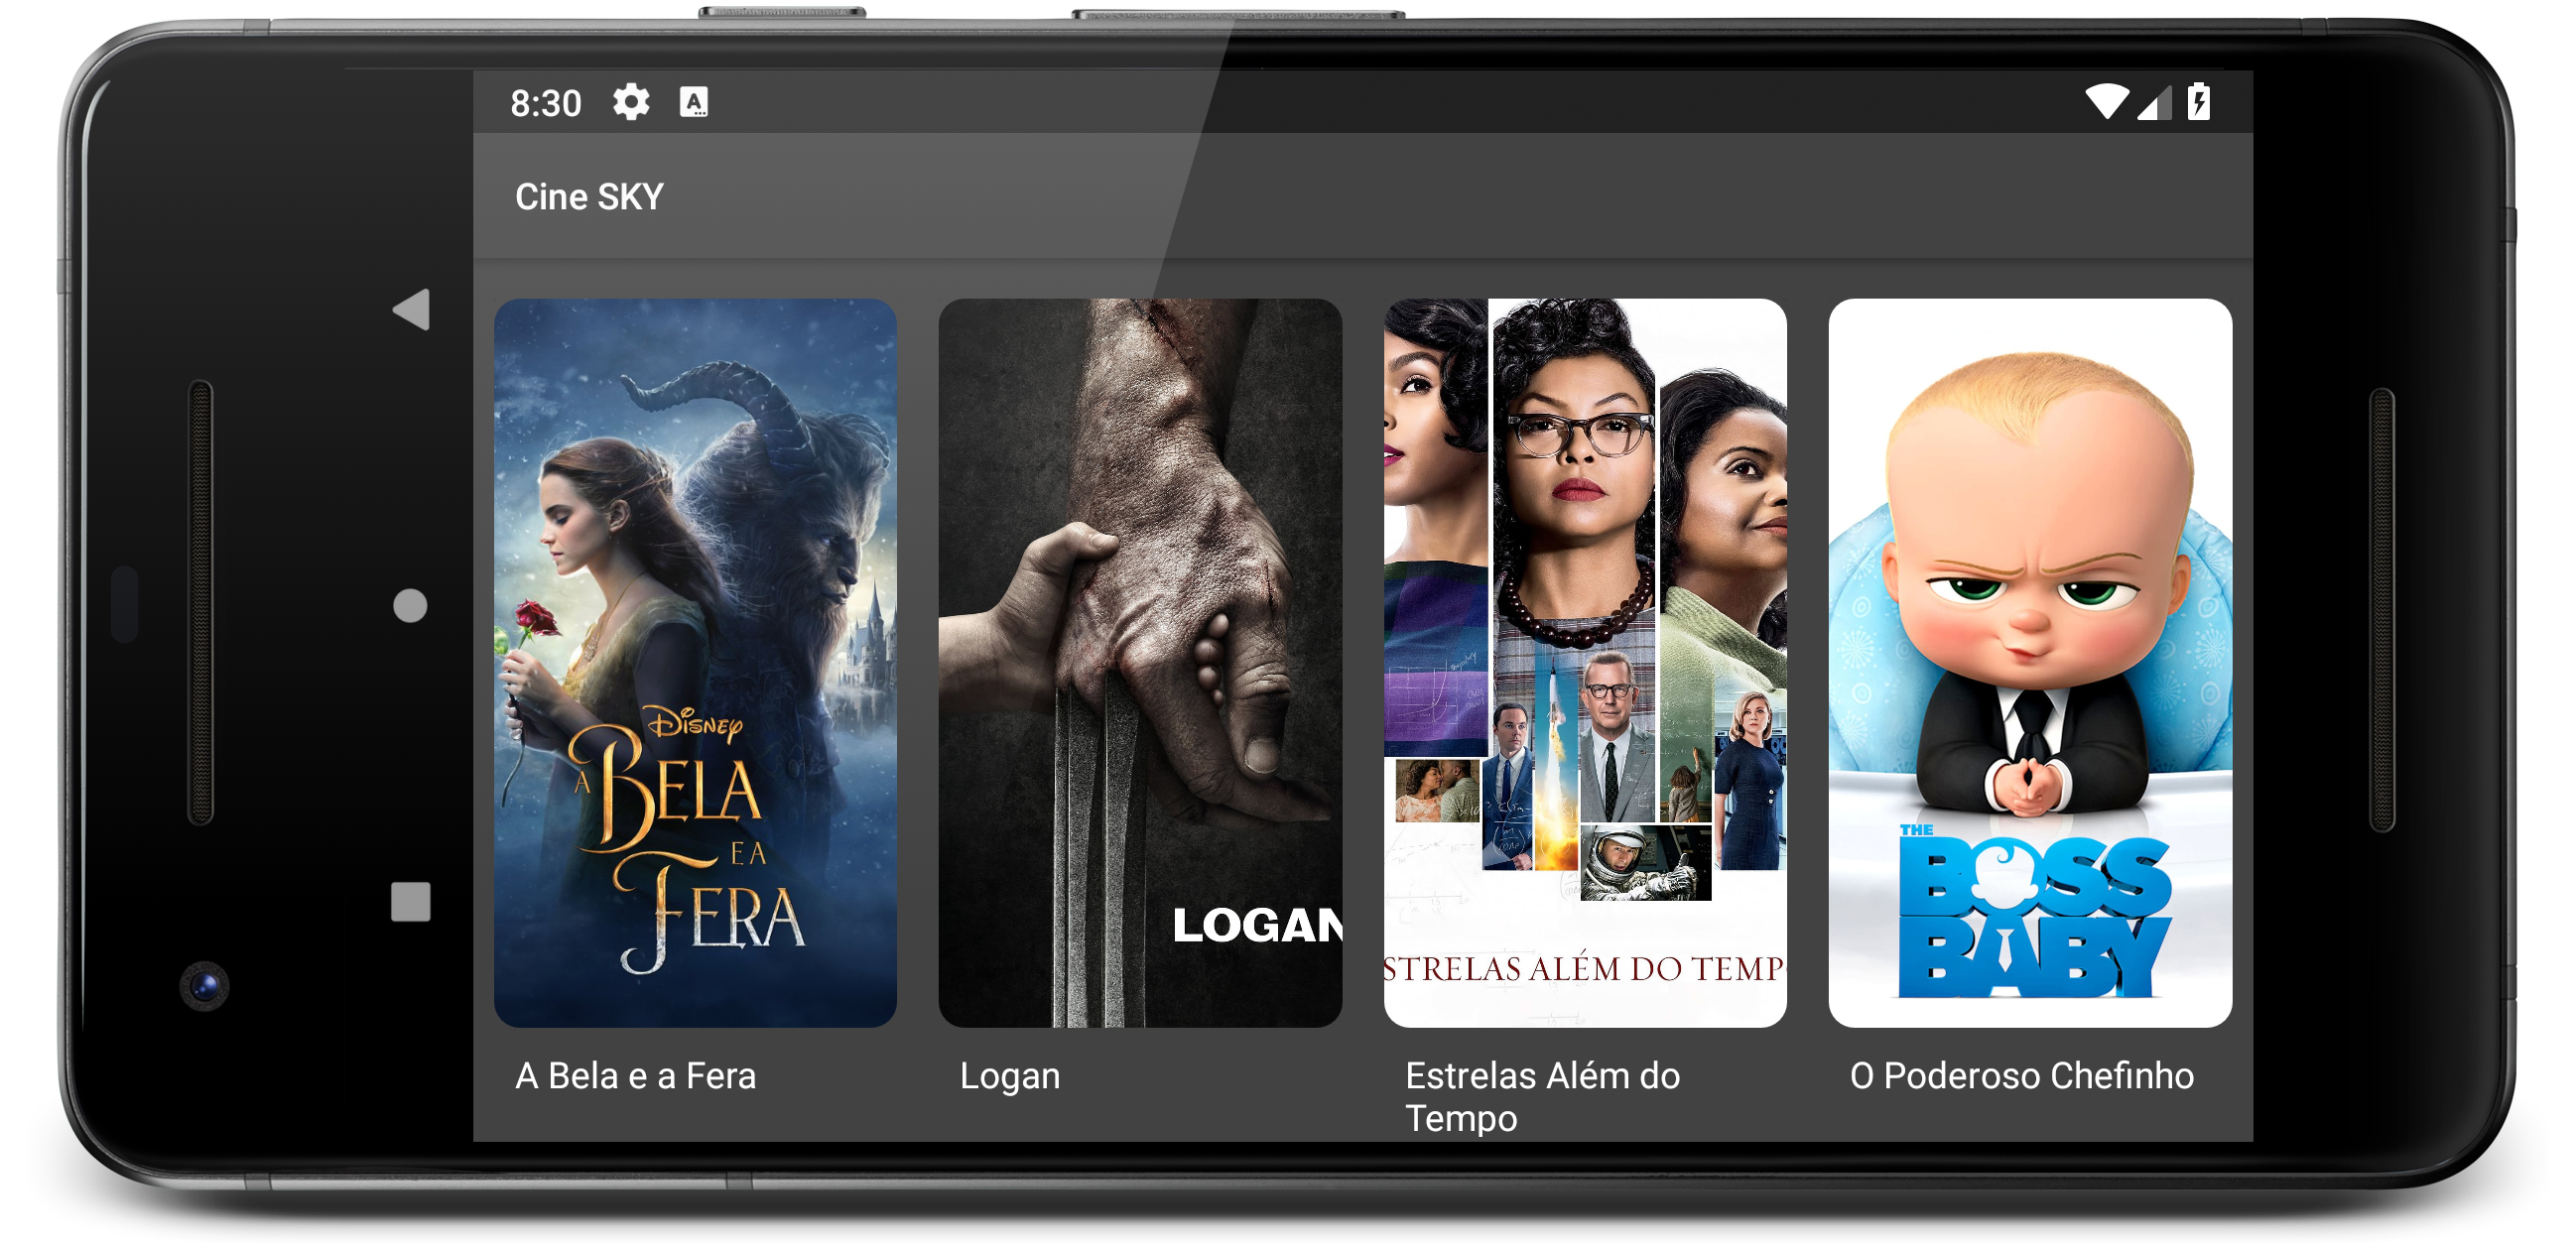 8:30
A
Cine SKY
Disney
A BELA
E A
FERA
LOGAN
STRELAS ALÉM DO TEMP
THE
BOSS
BABY
A Bela e a Fera
Logan
Estrelas Além do
Tempo
O Poderoso Chefinho